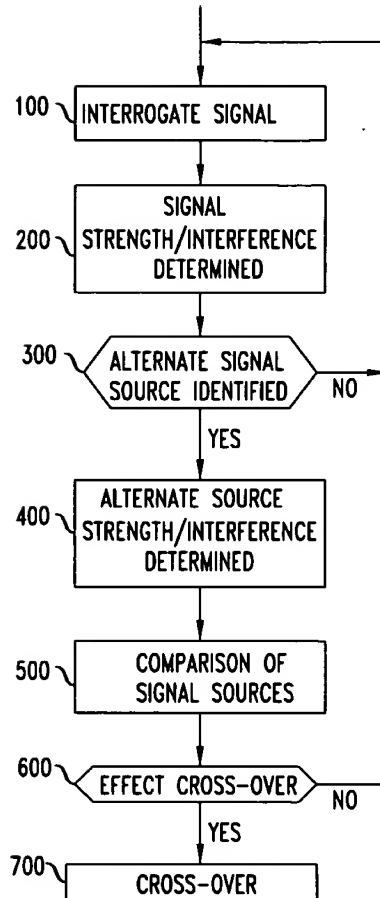 100
INTERROGATE SIGNAL
200
SIGNAL
STRENGTH/INTERFERENCE
DETERMINED
300
ALTERNATE SIGNAL
SOURCE IDENTIFIED
NO
YES
400
ALTERNATE SOURCE
STRENGTH/INTERFERENCE
DETERMINED
500
COMPARISON OF
SIGNAL SOURCES
600
EFFECT CROSS-OVER
NO
YES
700
CROSS-OVER